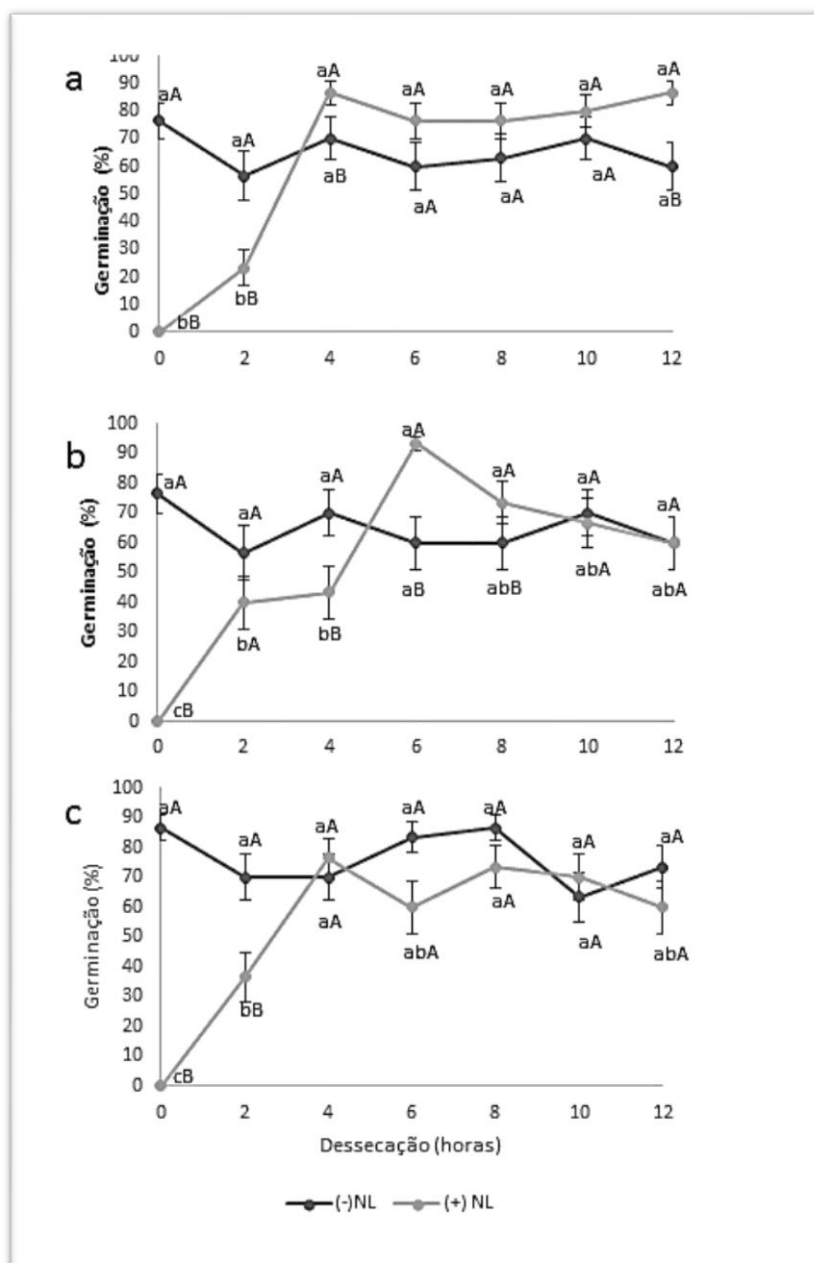 a
100
90
80
70
60
50
40
30
20
10
0
Germinação (%)
aA aA aA aA aA aA aA
aB aA aA aA aB
bB bB
0 2 4 6 8 10 12
b
100
90
80
70
60
50
40
30
20
10
0
Germinação (%)
aA aA aA aA aA aA aA
bA bB aB abB abA abA
cB
0 2 4 6 8 10 12
c
100
90
80
70
60
50
40
30
20
10
0
Germinação (%)
aA aA aA aA aA aA aA
bB aA abA aA aA abA
cB
0 2 4 6 8 10 12
Dessecação (horas)
(-)NL (+) NL